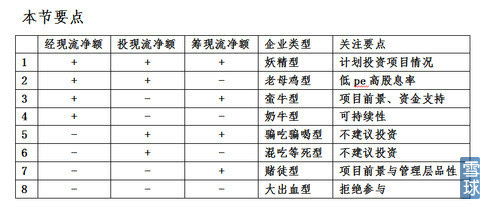 本节要点
经现流净额 投现流净额 筹现流净额 企业类型 关注要点
1 + + + 妖精型 计划投资项目情况
2 + + − 老母鸡型 低 pe 高股息率
3 + − + 蛮牛型 项目前景、资金支持
4 + − − 奶牛型 可持续性
5 − + + 骗吃骗喝型 不建议投资
6 − + − 混吃等死型 不建议投资
7 − − + 赌徒型 项目前景与管理层品性
8 − − − 大出血型 拒绝参与
雪球